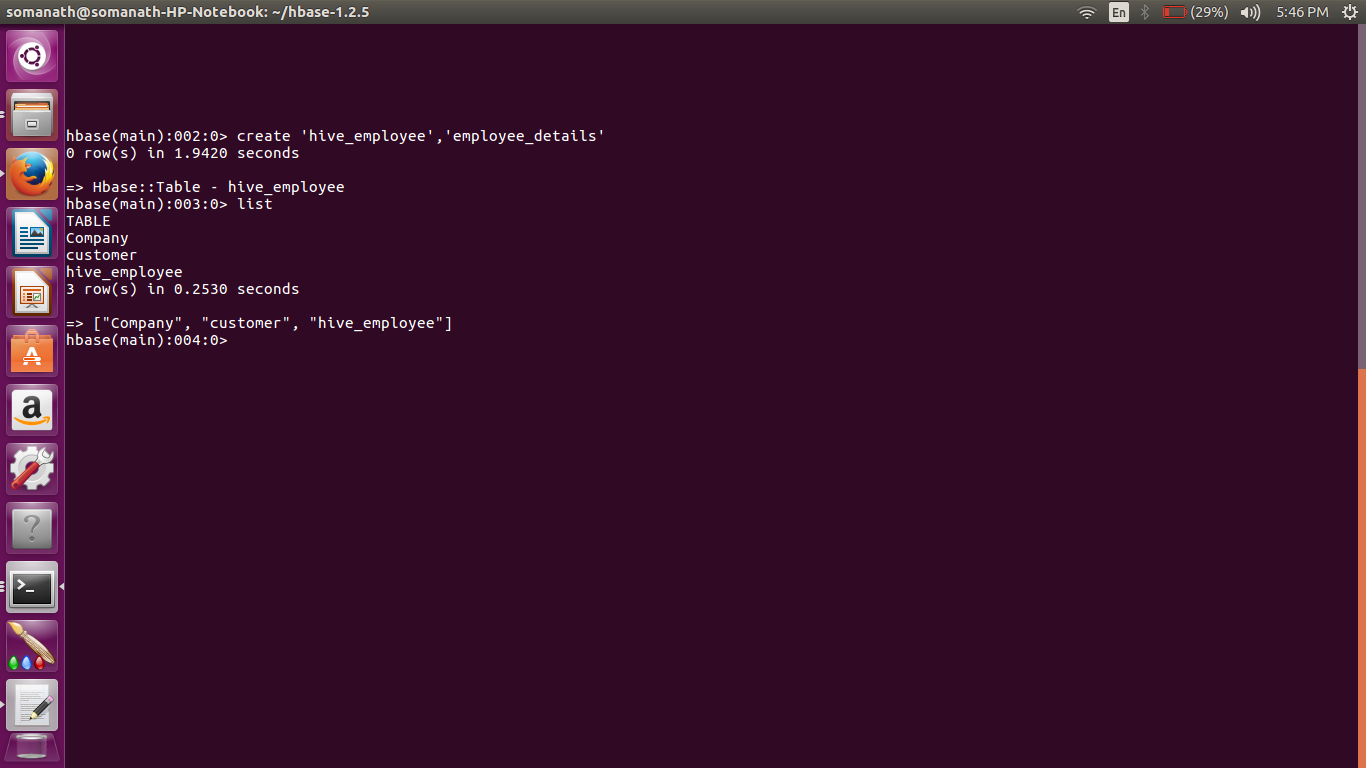 somanath@somanath-HP-Notebook: ~/hbase-1.2.5
En
(29%)
5:46 PM
hbase(main):002:0> create 'hive_employee','employee_details'
0 row(s) in 1.9420 seconds
=> Hbase::Table - hive_employee
hbase(main):003:0> list
TABLE
Company
customer
hive_employee
3 row(s) in 0.2530 seconds
=> ["Company", "customer", "hive_employee"]
hbase(main):004:0>
A
a
?
>_